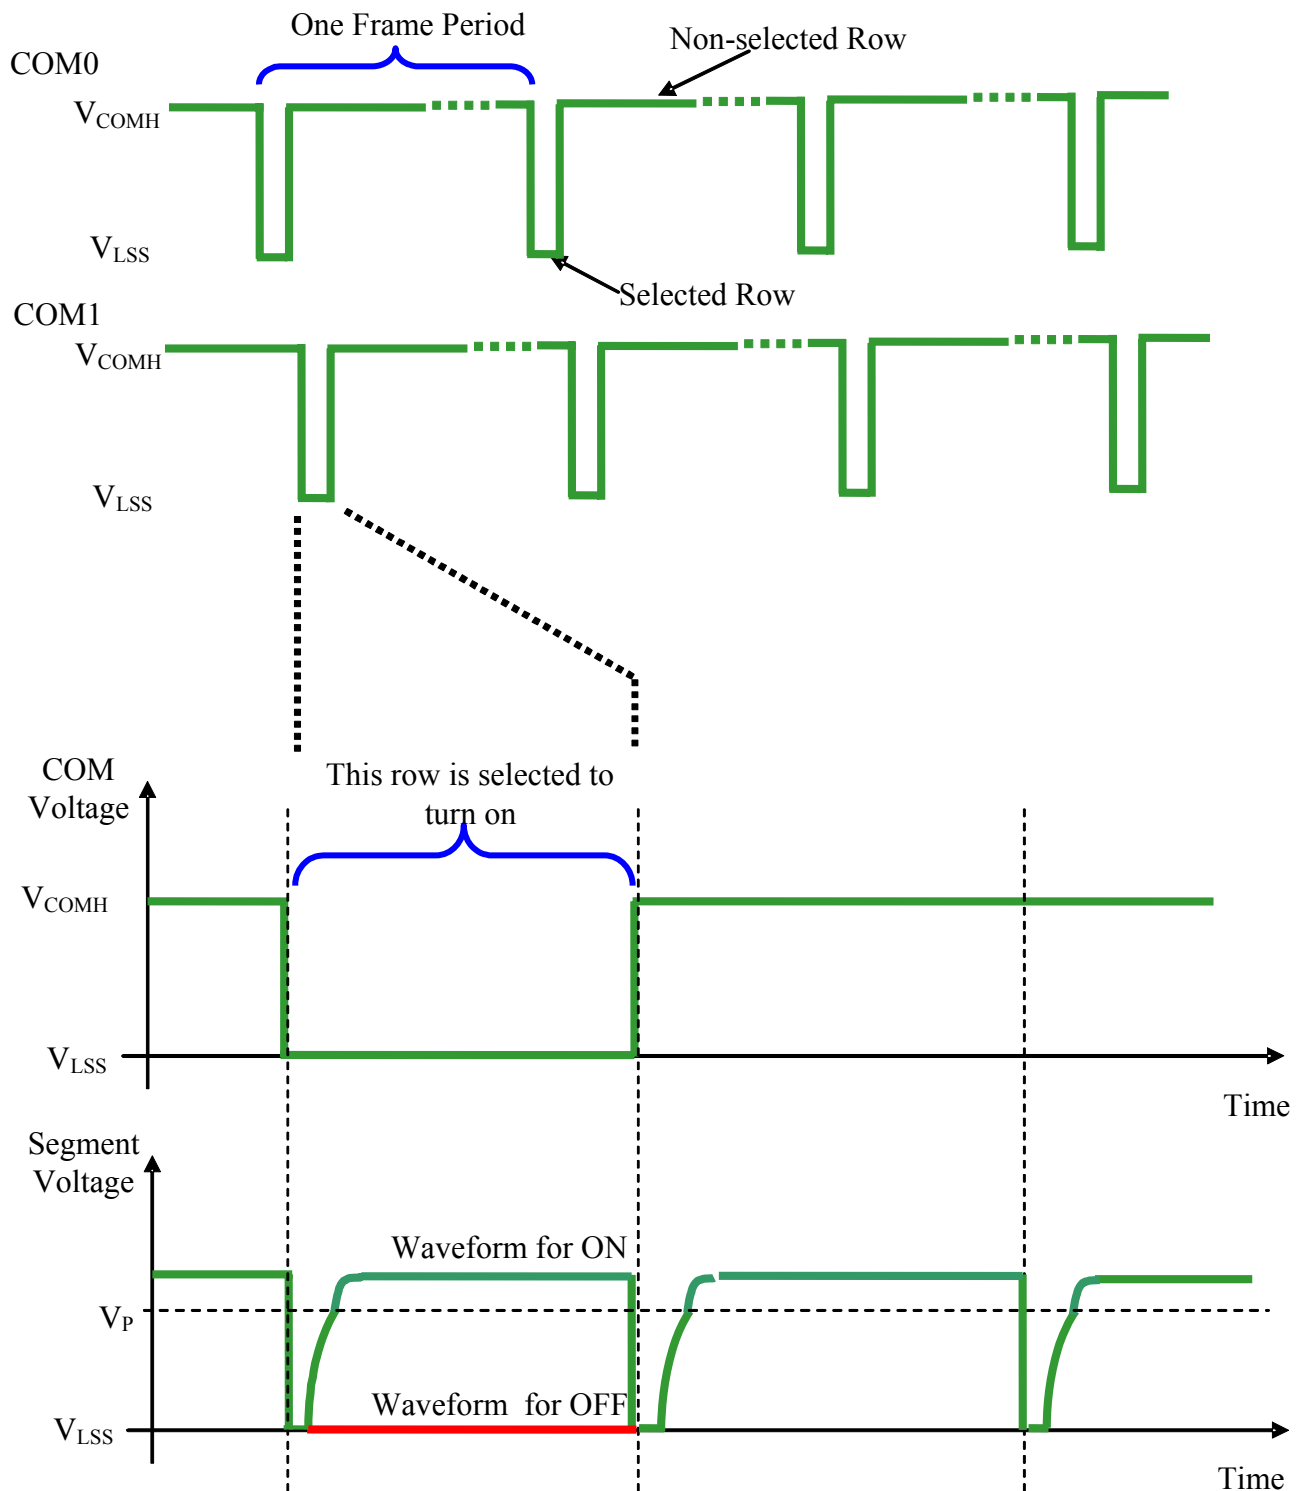 One Frame Period
Non-selected Row
COM0
VCOMH
VLSS
Selected Row
COM1
VCOMH
VLSS
COM
Voltage
This row is selected to
turn on
VCOMH
VLSS
Time
Segment
Voltage
Waveform for ON
VP
Waveform for OFF
VLSS
Time